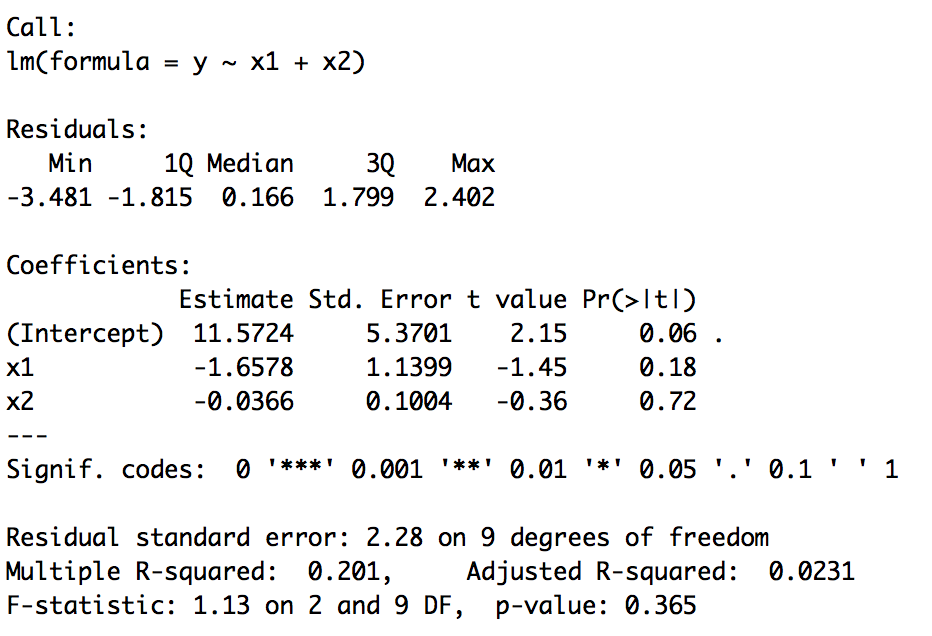 Call:
lm(formula = y ~ x1 + x2)
Residuals:
Min 1Q Median 3Q Max
-3.481 -1.815 0.166 1.799 2.402
Coefficients:
Estimate Std. Error t value Pr(>|t|)
(Intercept) 11.5724 5.3701 2.15 0.06 .
x1 -1.6578 1.1399 -1.45 0.18
x2 -0.0366 0.1004 -0.36 0.72
---
Signif. codes: 0 '***' 0.001 '**' 0.01 '*' 0.05 '.' 0.1 ' ' 1
Residual standard error: 2.28 on 9 degrees of freedom
Multiple R-squared: 0.201, Adjusted R-squared: 0.0231
F-statistic: 1.13 on 2 and 9 DF, p-value: 0.365